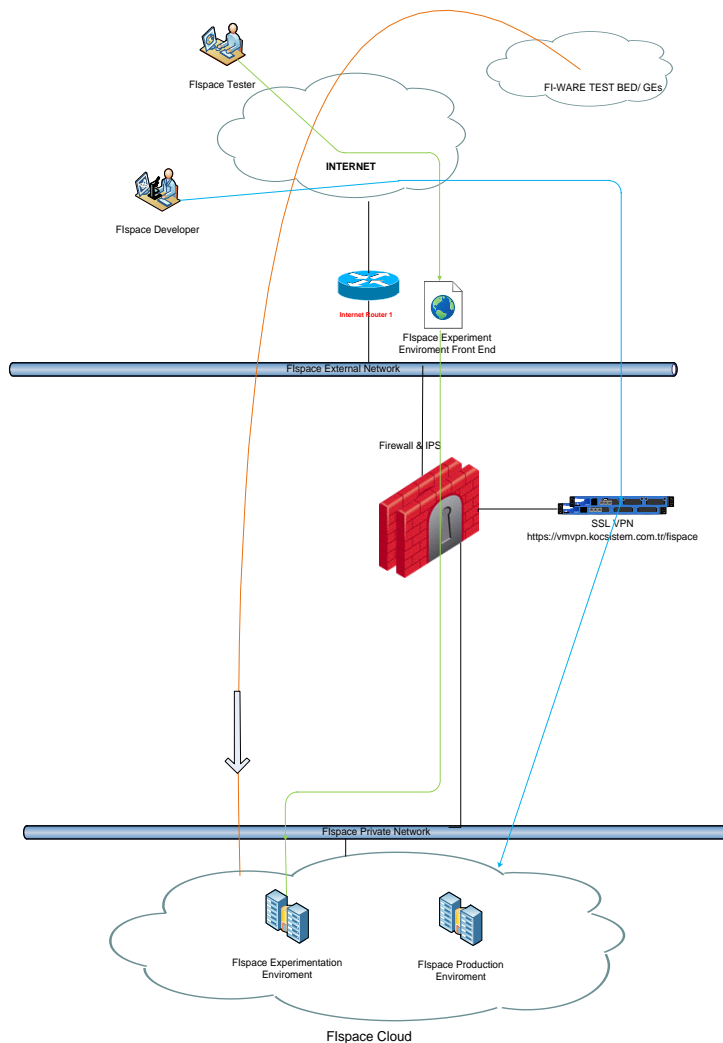 FIspace Tester
FI-WARE TEST BED/ GEs
INTERNET
FIspace Developer
Internet Router 1
FIspace Experiment
Enviroment Front End
FIspace External Network
Firewall & IPS
SSL VPN
https://vmvpn.kocsistem.com.tr/fispace
FIspace Private Network
FIspace Experimentation
Enviroment
FIspace Production
Enviroment
FIspace Cloud